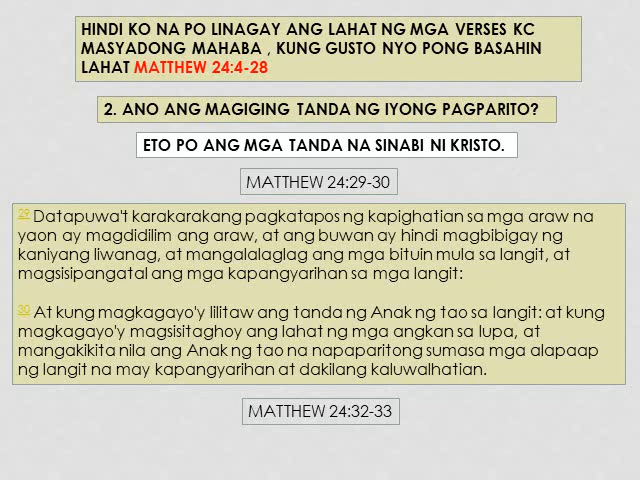 HINDI KO NA PO LINAGAY ANG LAHAT NG MGA VERSES KC
MASYADONG MAHABA , KUNG GUSTO NYO PONG BASAHIN
LAHAT MATTHEW 24:4-28
2. ANO ANG MAGIGING TANDA NG IYONG PAGPARITO?
ETO PO ANG MGA TANDA NA SINABI NI KRISTO.
MATTHEW 24:29-30
29 Datapuwa't karakarakang pagkatapos ng kapighatian sa mga araw na
yaon ay magdidilim ang araw, at ang buwan ay hindi magbibigay ng
kaniyang liwanag, at mangalalaglag ang mga bituin mula sa langit, at
magsisipangatal ang mga kapangyarihan sa mga langit:
30 At kung magkagayo'y lilitaw ang tanda ng Anak ng tao sa langit: at kung
magkagayo'y magsisitaghoy ang lahat ng mga angkan sa lupa, at
mangakikita nila ang Anak ng tao na napaparitong sumasa mga alapaap
ng langit na may kapangyarihan at dakilang kaluwalhatian.
MATTHEW 24:32-33